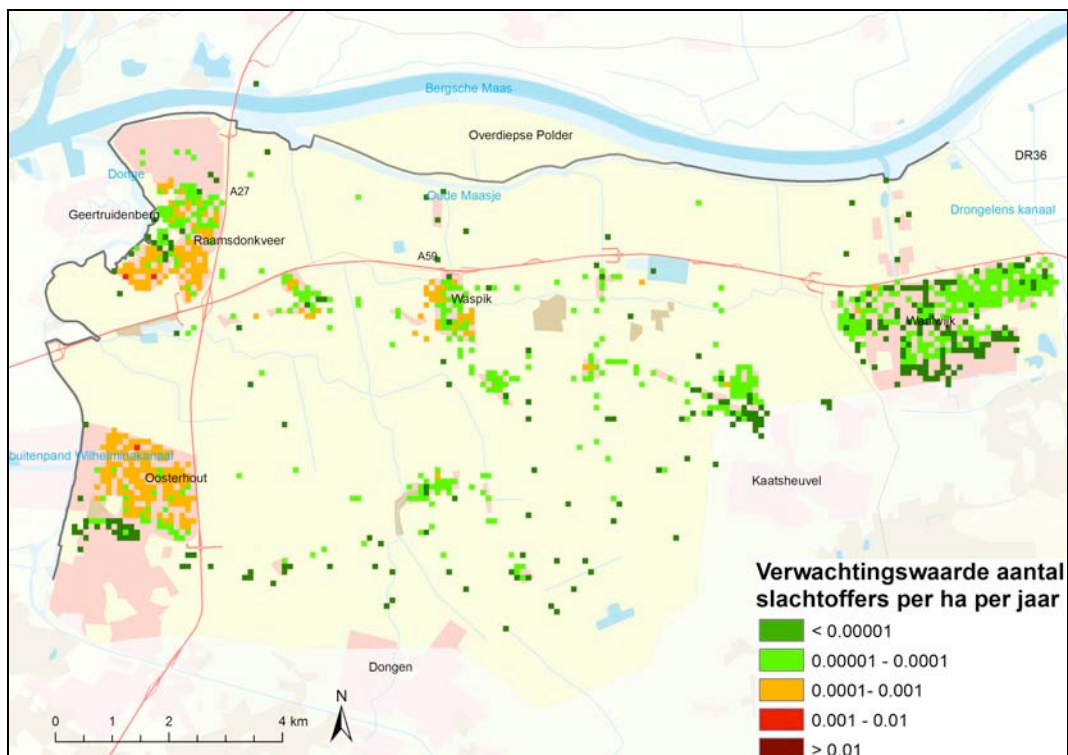 Bergsche Maas
Overdiepse Polder
DR36
Donge
A27
Oude Maasje
Geertruidenberg
Drongelens kanaal
Raamsdonkveer
A59
Waspik
Waalwijk
buitenpand Wilhelminakanaal
Oosterhout
Kaatsheuvel
Dongen
Verwachtingswaarde aantal
slachtoffers per ha per jaar
< 0.00001
0.00001 - 0.0001
0.0001- 0.001
0.001 - 0.01
> 0.01
N
0 1 2 4 km